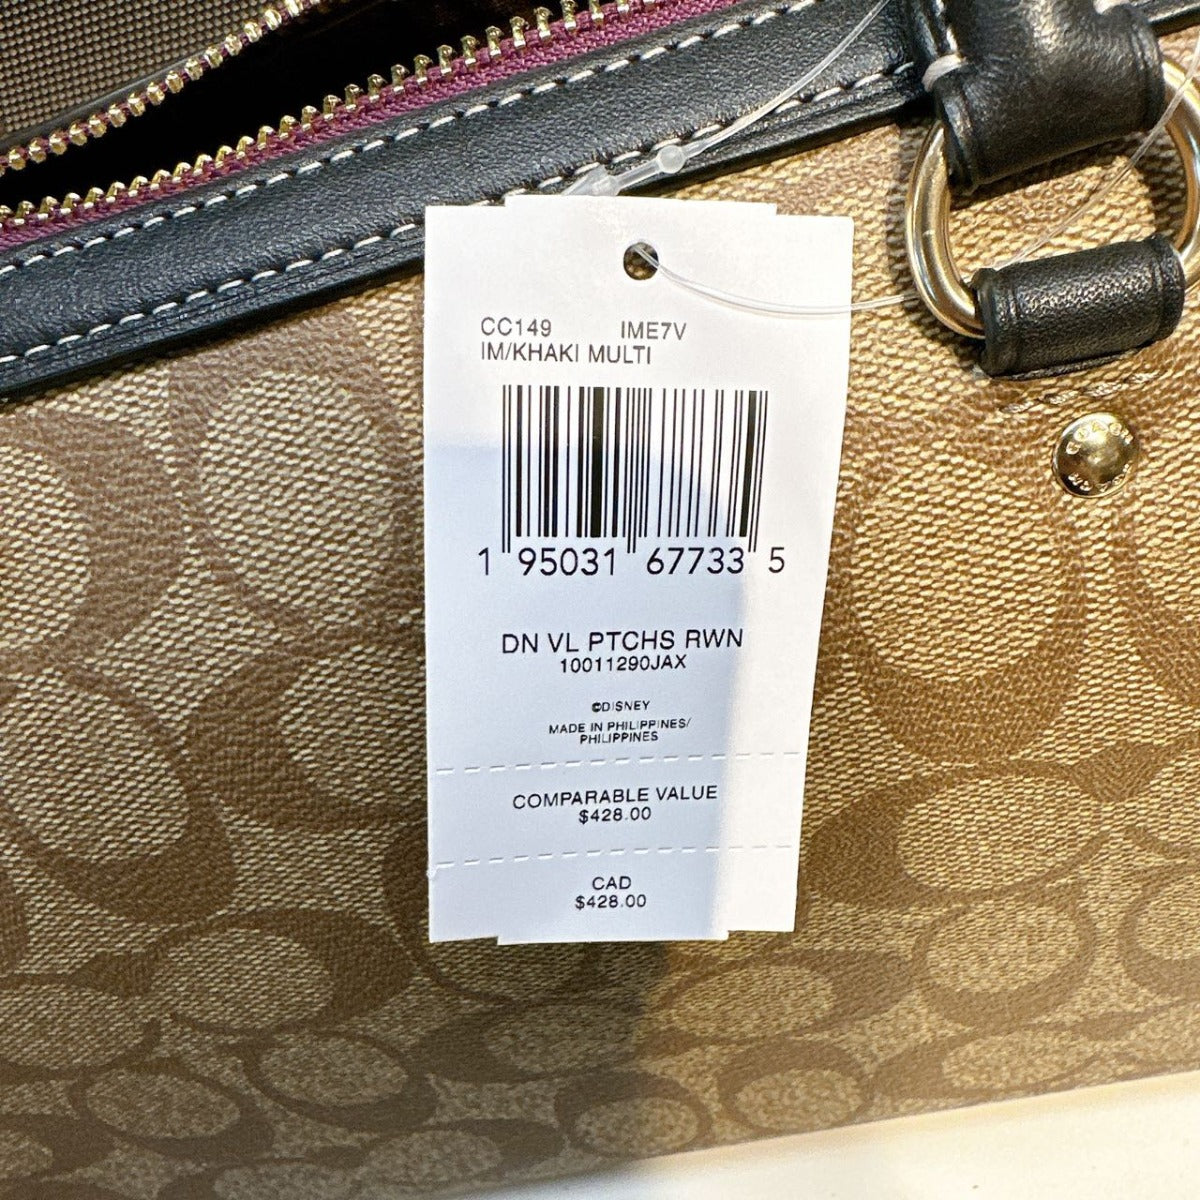 CC149 IME7V
IM/KHAKI MULTI
1 95031 67733 5
DN VL PTCHS RWN
10011290JAX
©DISNEY
MADE IN PHILIPPINES/
PHILIPPINES
COMPARABLE VALUE
$428.00
CAD
$428.00
COACH